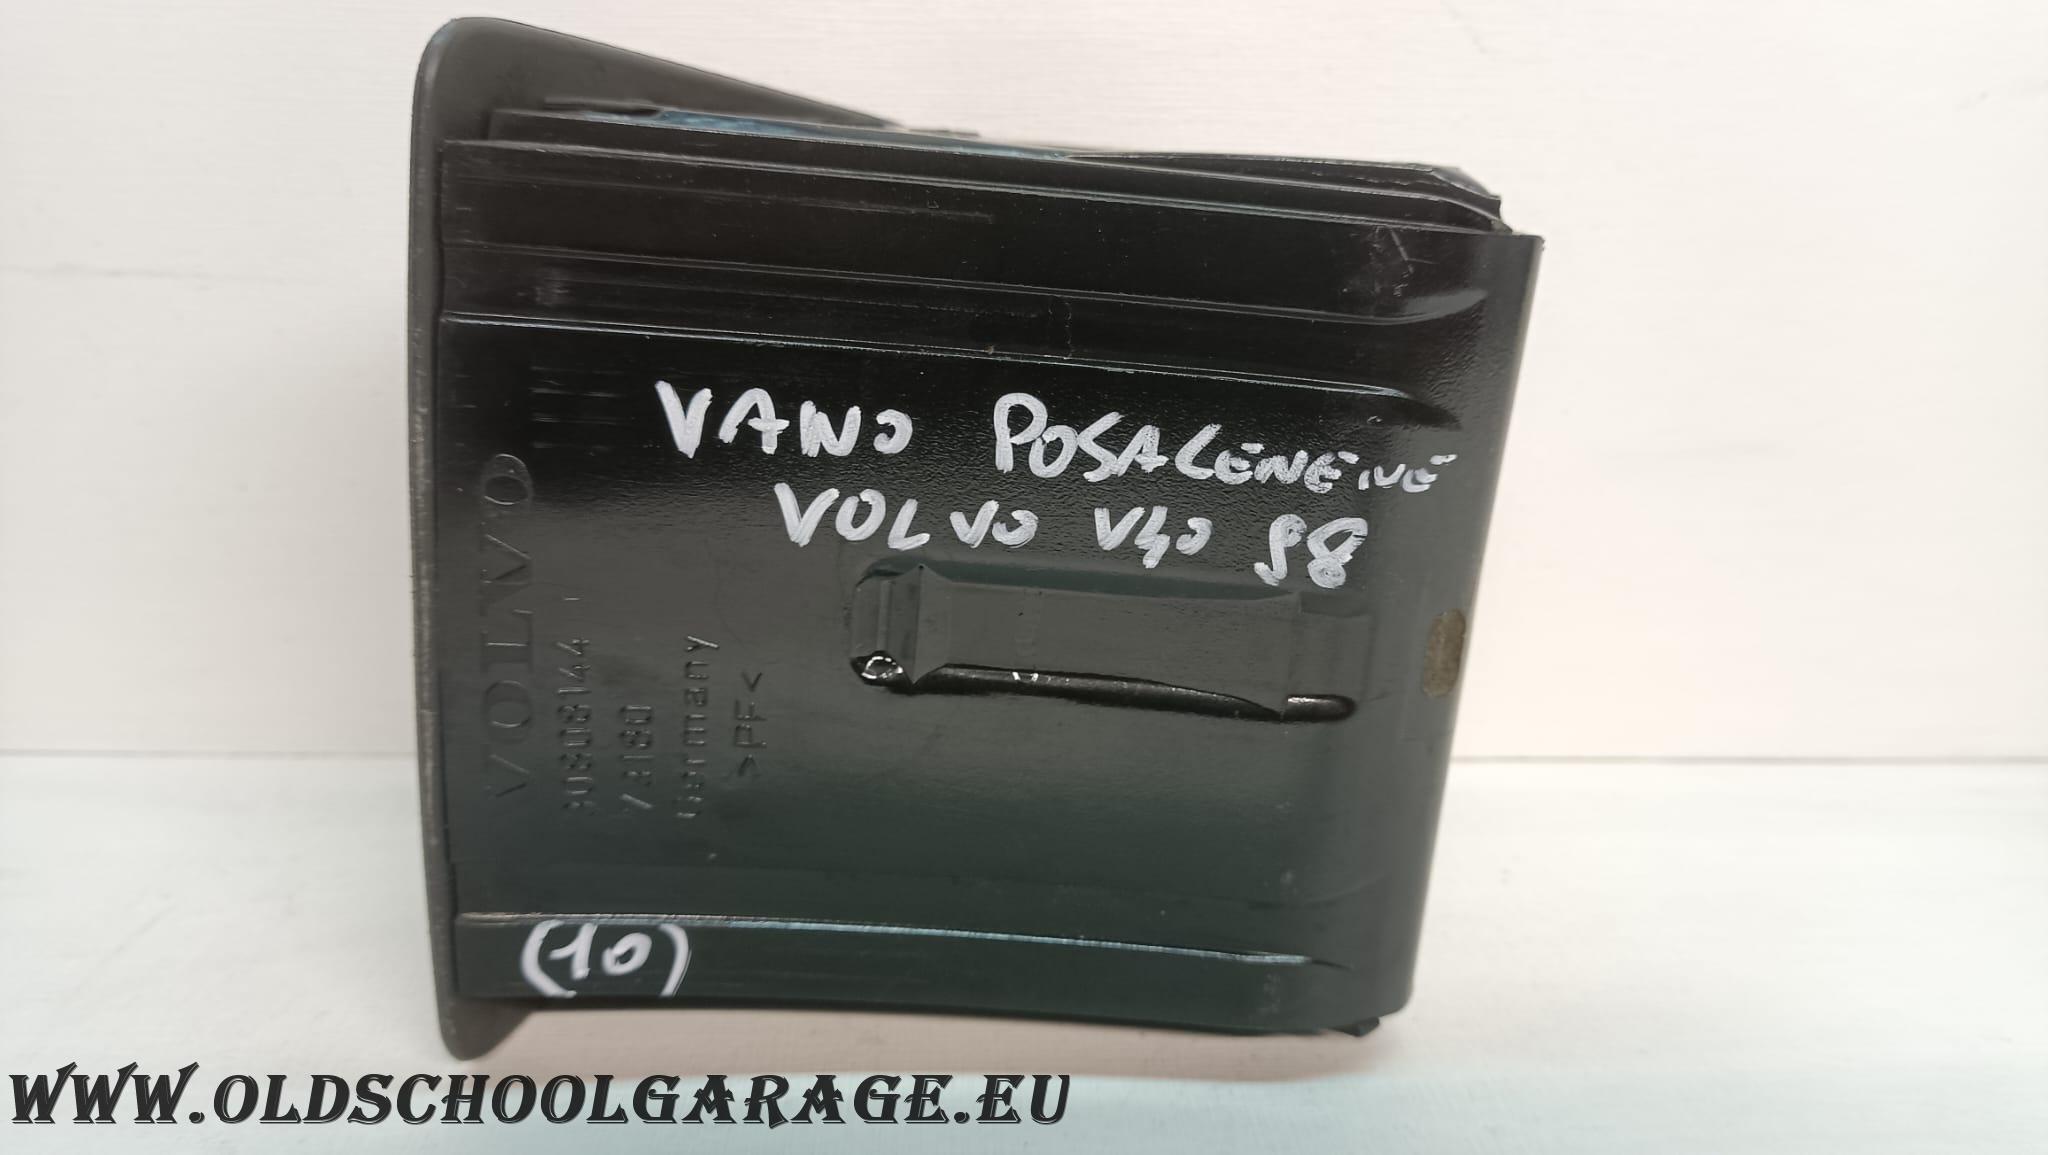 VANO POSACENERE
VOLVO V40 98
VOLVO
30808144
Germany
>PF<
(10)
WWW.OLDSCHOOLGARAGE.EU